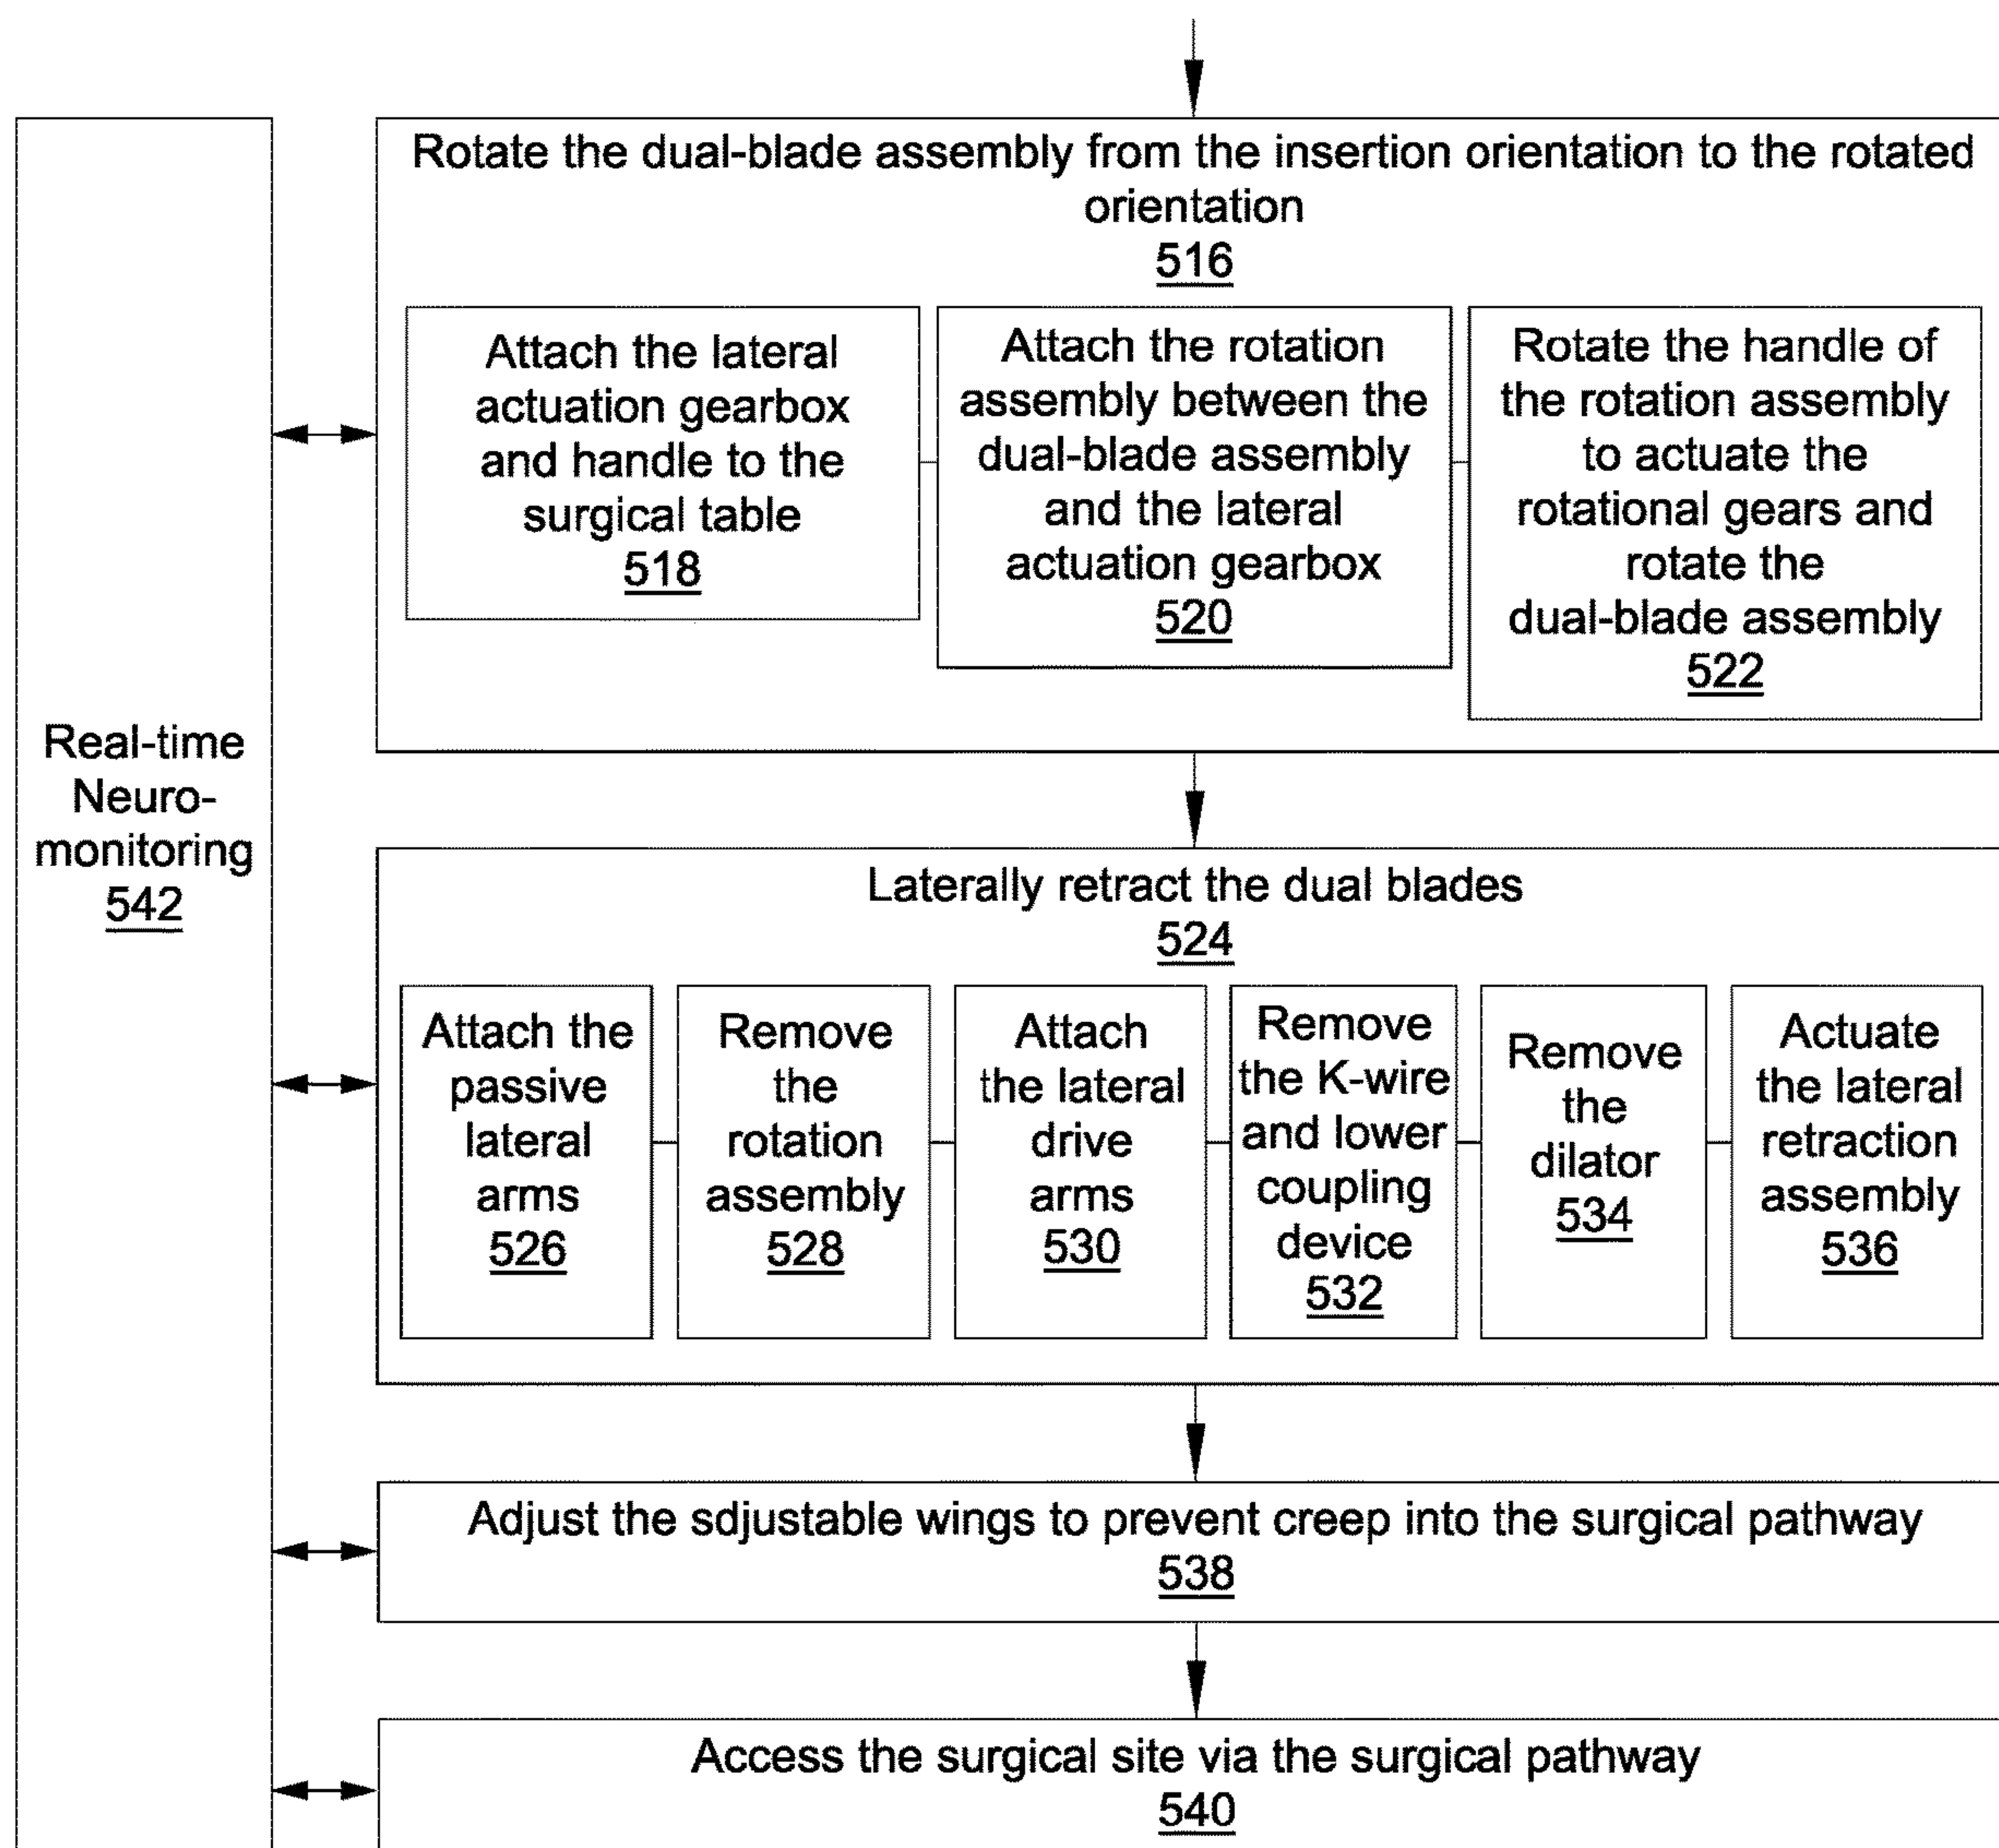 Rotate the dual-blade assembly from the insertion orientation to the rotated
orientation
516
Attach the lateral
actuation gearbox
and handle to the
surgical table
518
Attach the rotation
assembly between the
dual-blade assembly
and the lateral
actuation gearbox
520
Rotate the handle of
the rotation assembly
to actuate the
rotational gears and
rotate the
dual-blade assembly
522
Real-time
Neuro-
monitoring
542
Laterally retract the dual blades
524
Attach the
passive
lateral
arms
526
Remove
the
rotation
assembly
528
Attach
the lateral
drive
arms
530
Remove
the K-wire
and lower
coupling
device
532
Remove
the
dilator
534
Actuate
the lateral
retraction
assembly
536
Adjust the sdjustable wings to prevent creep into the surgical pathway
538
Access the surgical site via the surgical pathway
540